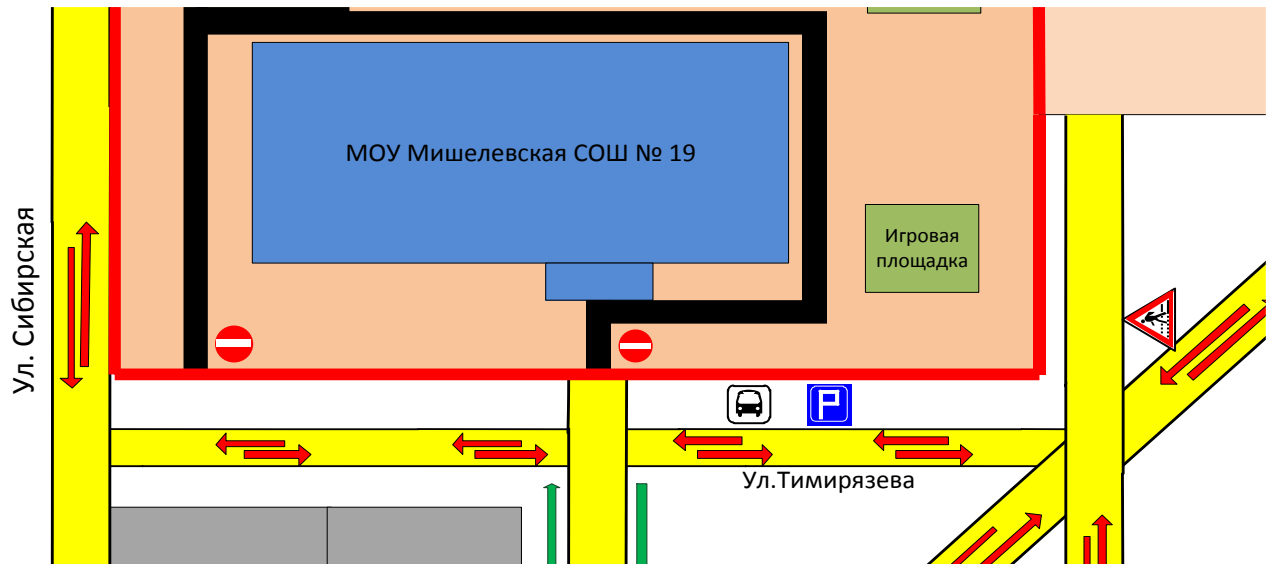 МОУ Мишелевская СОШ № 19
Игровая
площадка
Ул. Сибирская
P
Ул.Тимирязева